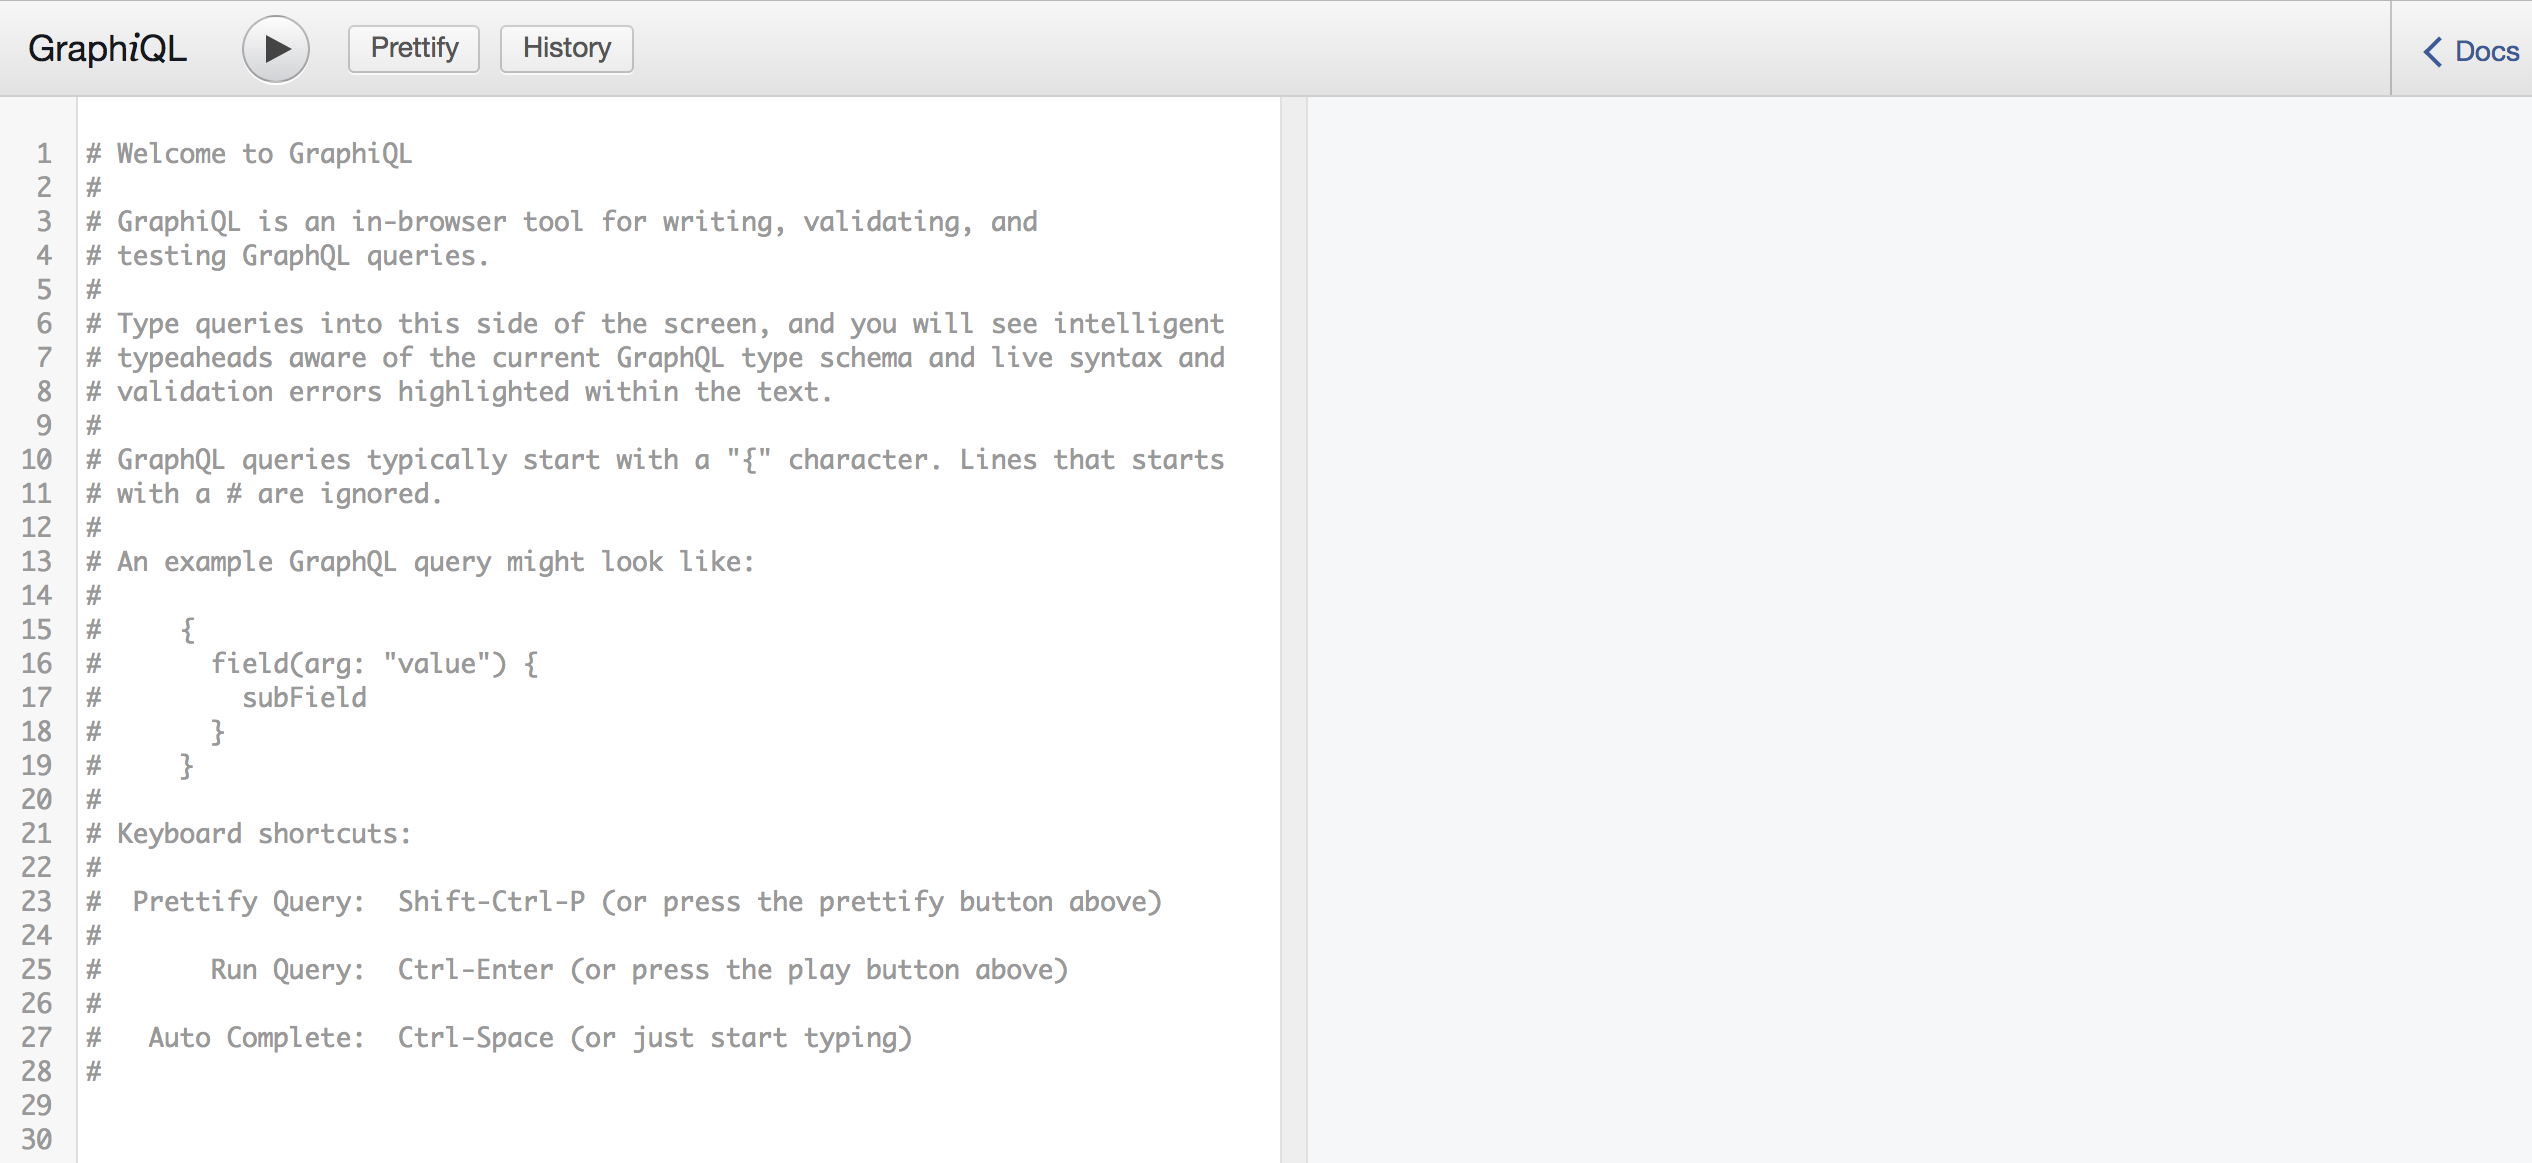 GraphiQL Prettify History Docs
1 # Welcome to GraphiQL
2 #
3 # GraphiQL is an in-browser tool for writing, validating, and
4 # testing GraphQL queries.
5 #
6 # Type queries into this side of the screen, and you will see intelligent
7 # typeaheads aware of the current GraphQL type schema and live syntax and
8 # validation errors highlighted within the text.
9 #
10 # GraphQL queries typically start with a "{" character. Lines that starts
11 # with a # are ignored.
12 #
13 # An example GraphQL query might look like:
14 #
15 #     {
16 #       field(arg: "value") {
17 #         subField
18 #       }
19 #     }
20 #
21 # Keyboard shortcuts:
22 #
23 #  Prettify Query:  Shift-Ctrl-P (or press the prettify button above)
24 #
25 #       Run Query:  Ctrl-Enter (or press the play button above)
26 #
27 #   Auto Complete:  Ctrl-Space (or just start typing)
28 #
29
30